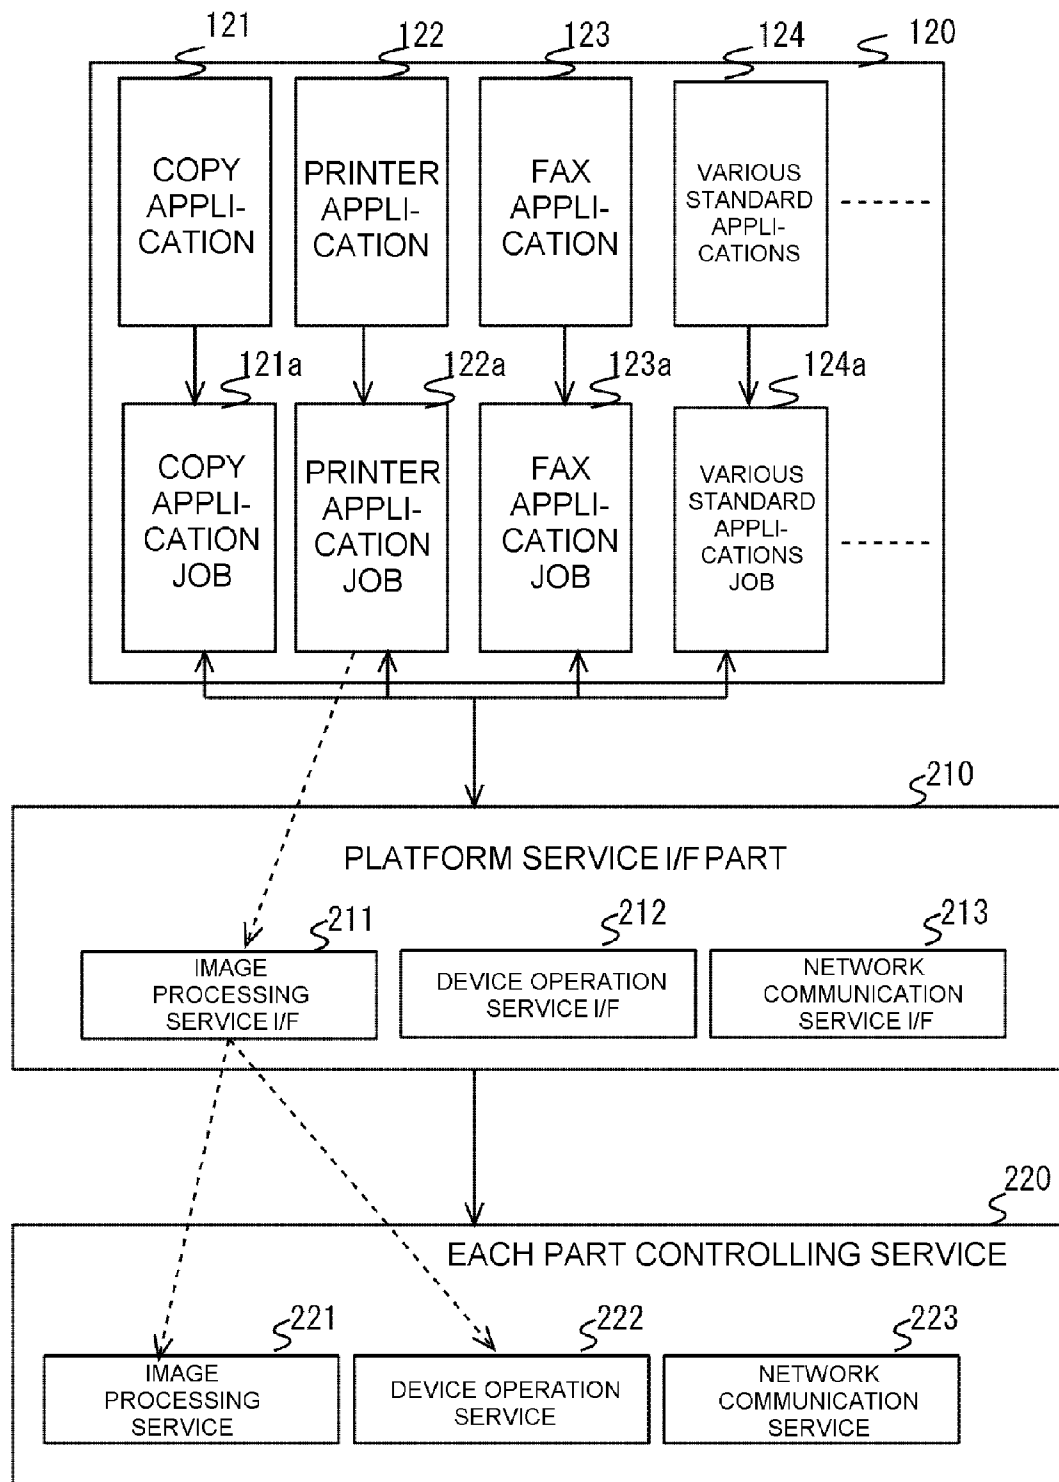 121
122
123
124
120
COPY
APPLI-
CATION
PRINTER
APPLI-
CATION
FAX
APPLI-
CATION
VARIOUS
STANDARD
APPLI-
CATIONS
121a
122a
123a
124a
COPY
APPLI-
CATION
JOB
PRINTER
APPLI-
CATION
JOB
FAX
APPLI-
CATION
JOB
VARIOUS
STANDARD
APPLI-
CATIONS
JOB
210
PLATFORM SERVICE I/F PART
211
212
213
IMAGE
PROCESSING
SERVICE I/F
DEVICE OPERATION
SERVICE I/F
NETWORK
COMMUNICATION
SERVICE I/F
220
EACH PART CONTROLLING SERVICE
221
222
223
IMAGE
PROCESSING
SERVICE
DEVICE OPERATION
SERVICE
NETWORK
COMMUNICATION
SERVICE